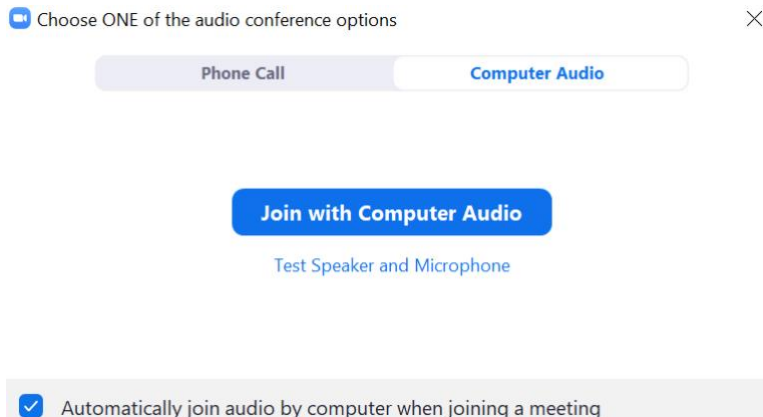 Choose ONE of the audio conference options
Phone Call
Computer Audio
Join with Computer Audio
Test Speaker and Microphone
Automatically join audio by computer when joining a meeting